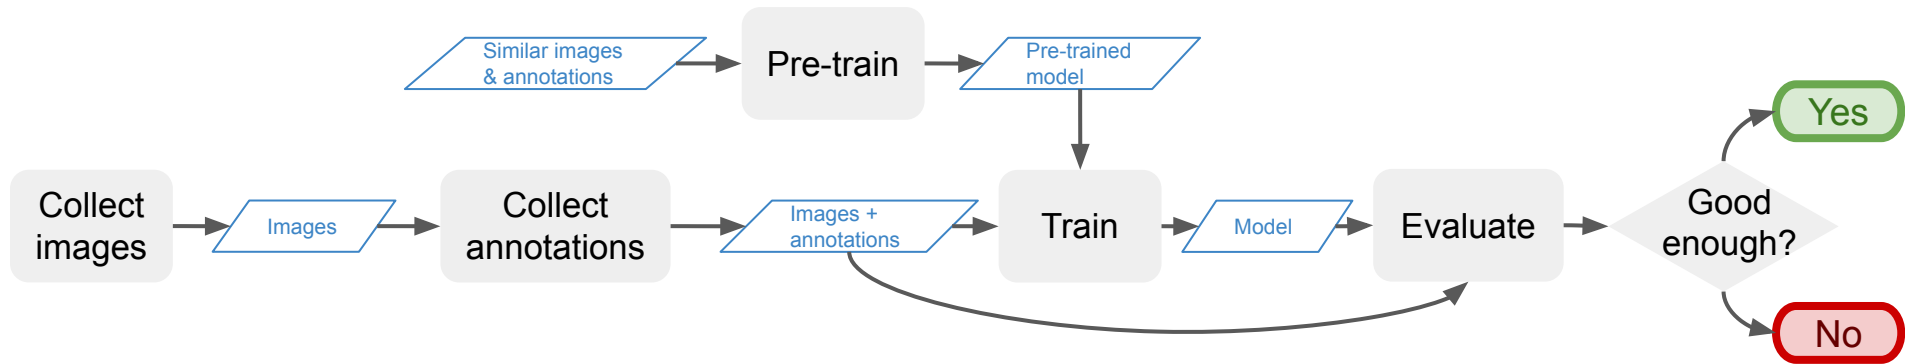 Similar images
& annotations
Pre-train
Pre-trained
model
Yes
Collect
images
Images
Collect
annotations
Images +
annotations
Train
Model
Evaluate
Good
enough?
No